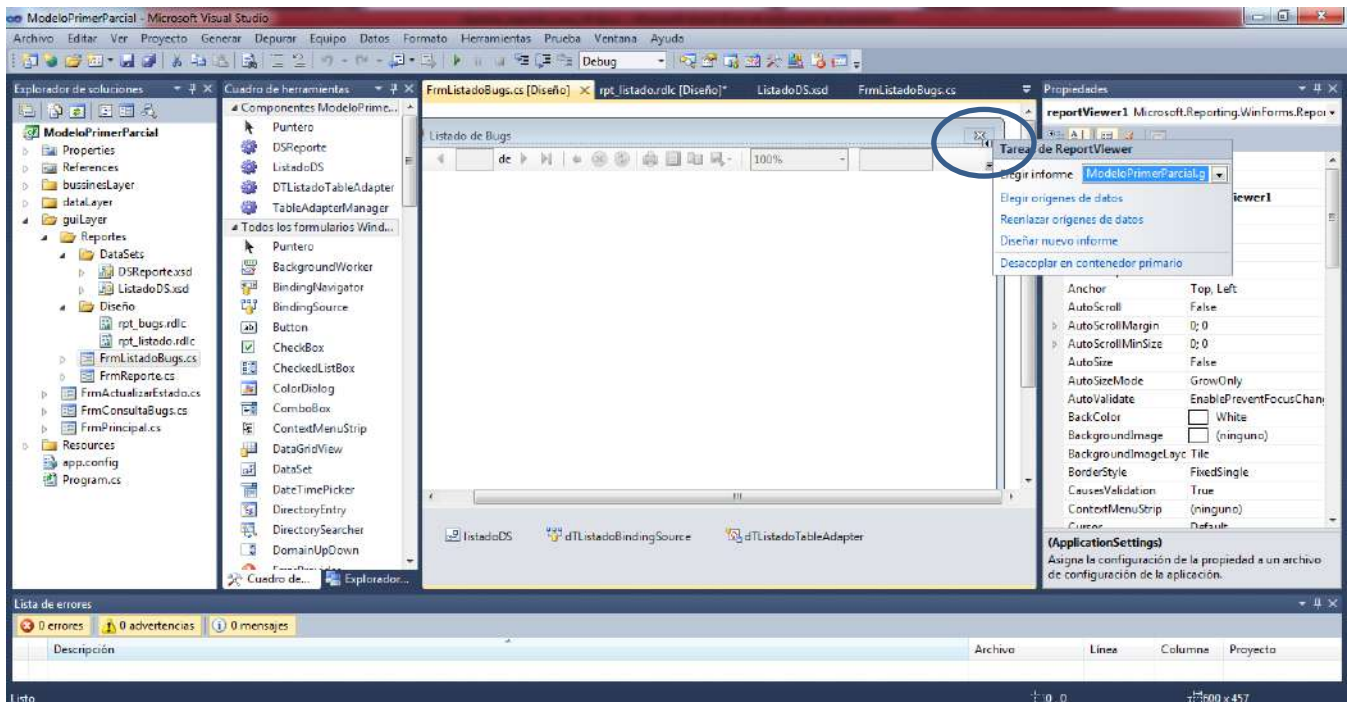 ModeloPrimerParcial - Microsoft Visual Studio
Archivo Editar Ver Proyecto Generar Depurar Equipo Datos Formato Herramientas Prueba Ventana Ayuda
Debug
Explorador de soluciones
ModeloPrimerParcial
Properties
References
bussinesLayer
dataLayer
guiLayer
Reportes
DataSets
DSReporte.xsd
ListadoDS.xsd
Diseño
rpt_bugs.rdlc
rpt_listado.rdlc
FrmListadoBugs.cs
FrmReporte.cs
FrmActualizarEstado.cs
FrmConsultaBugs.cs
FrmPrincipal.cs
Resources
app.config
Program.cs
Cuadro de herramientas
Componentes ModeloPrime...
Puntero
DSReporte
ListadoDS
DTListadoTableAdapter
TableAdapterManager
Todos los formularios Wind...
Puntero
BackgroundWorker
BindingNavigator
BindingSource
Button
CheckBox
CheckedListBox
ColorDialog
ComboBox
ContextMenuStrip
DataGridView
DataSet
DateTimePicker
DirectoryEntry
DirectorySearcher
DomainUpDown
Cuadro de... Explorador...
FrmListadoBugs.cs [Diseño] rpt_listado.rdlc [Diseño]* ListadoDS.xsd FrmListadoBugs.cs
Listado de Bugs
de 100%
listadoDS dTListadoBindingSource dTListadoTableAdapter
Propiedades
reportViewer1 Microsoft.Reporting.WinForms.Repor
Tareas de ReportViewer
Elegir informe ModeloPrimerParcial.g
Elegir orígenes de datos
Reenlazar orígenes de datos
Diseñar nuevo informe
Desacoplar en contenedor primario
iewer1
Anchor Top, Left
AutoScroll False
AutoScrollMargin 0; 0
AutoScrollMinSize 0; 0
AutoSize False
AutoSizeMode GrowOnly
AutoValidate EnablePreventFocusChang
BackColor White
BackgroundImage (ninguno)
BackgroundImageLayc Tile
BorderStyle FixedSingle
CausesValidation True
ContextMenuStrip (ninguno)
Cursor Default
(ApplicationSettings)
Asigna la configuración de la propiedad a un archivo
de configuración de la aplicación.
Lista de errores
0 errores 0 advertencias 0 mensajes
Descripción Archivo Línea Columna Proyecto
Listo 0 , 0 600 x 457